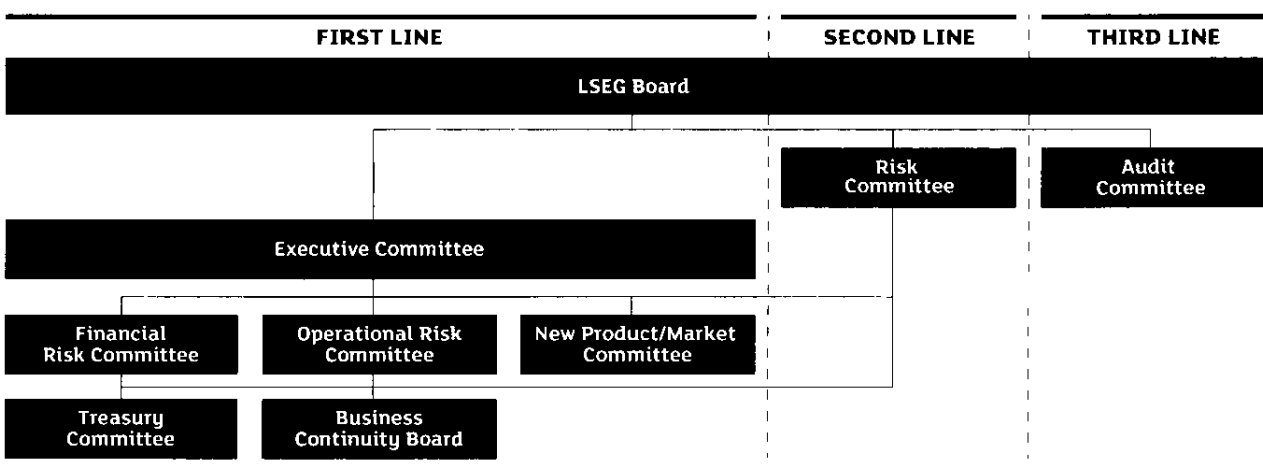 FIRST LINE
SECOND LINE
THIRD LINE
LSEG Board
Risk
Committee
Audit
Committee
Executive Committee
Financial
Risk Committee
Operational Risk
Committee
New Product/Market
Committee
Treasury
Committee
Business
Continuity Board